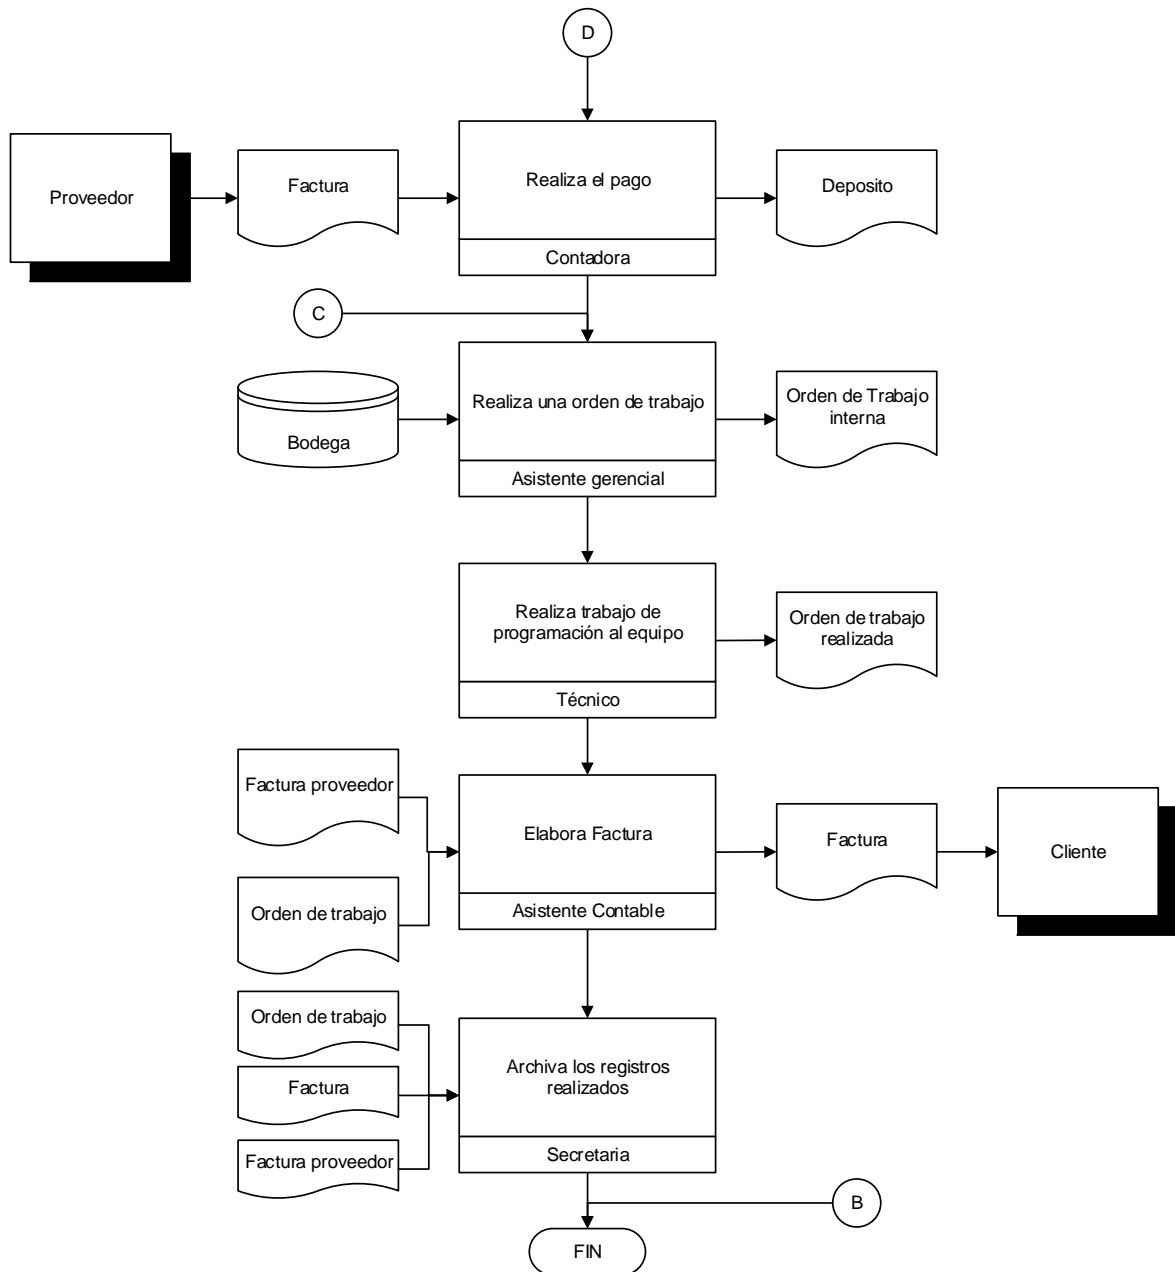 D
Proveedor
Factura
Realiza el pago
Contadora
Deposito
C
Bodega
Realiza una orden de trabajo
Asistente gerencial
Orden de Trabajo
interna
Realiza trabajo de
programación al equipo
Técnico
Orden de trabajo
realizada
Factura proveedor
Orden de trabajo
Elabora Factura
Asistente Contable
Factura
Cliente
Orden de trabajo
Factura
Factura proveedor
Archiva los registros
realizados
Secretaria
B
FIN